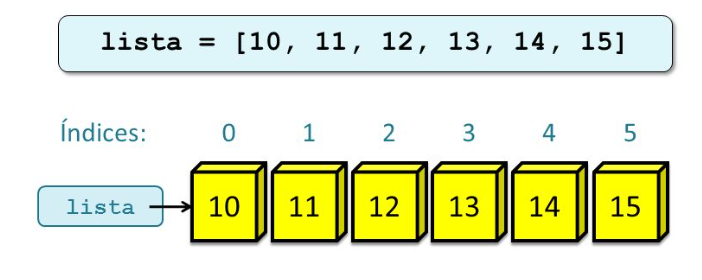 lista = [10, 11, 12, 13, 14, 15]
Índices: 0 1 2 3 4 5
lista 10 11 12 13 14 15